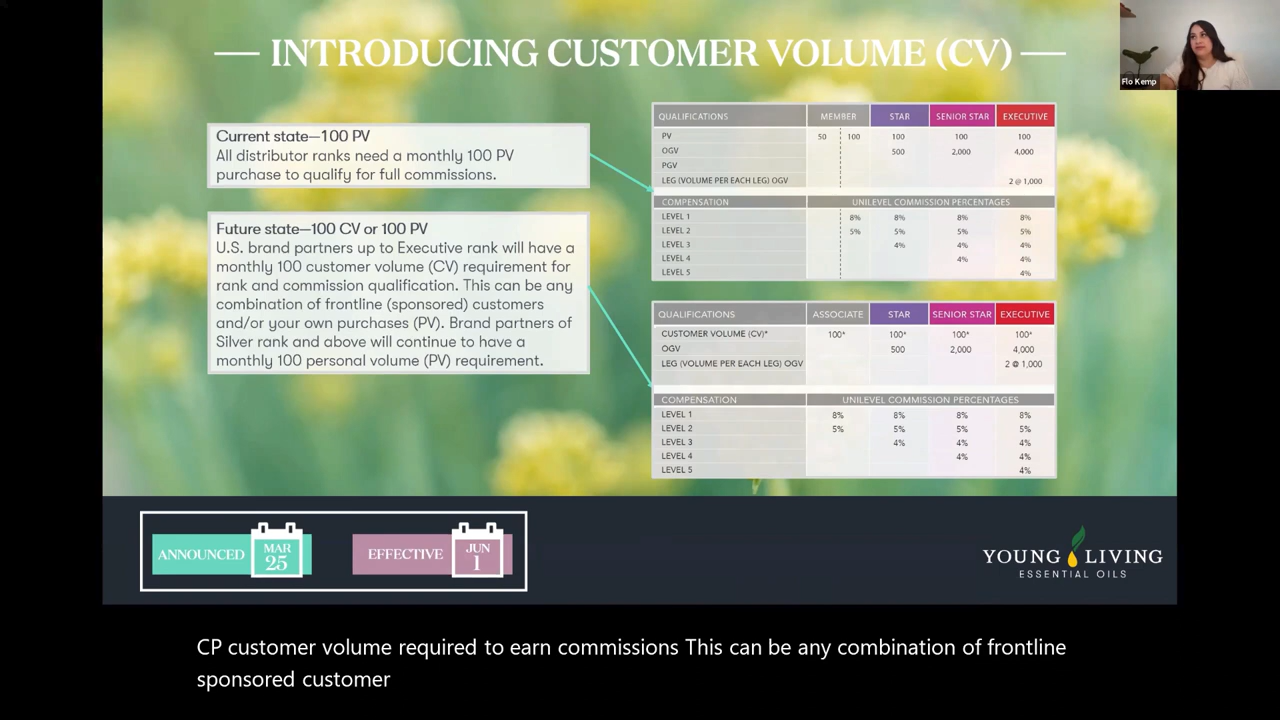 INTRODUCING CUSTOMER VOLUME (CV)
Flo Kemp
Current state—100 PV
All distributor ranks need a monthly 100 PV
purchase to qualify for full commissions.
Future state—100 CV or 100 PV
U.S. brand partners up to Executive rank will have a
monthly 100 customer volume (CV) requirement for
rank and commission qualification. This can be any
combination of frontline (sponsored) customers
and/or your own purchases (PV). Brand partners of
Silver rank and above will continue to have a
monthly 100 personal volume (PV) requirement.
QUALIFICATIONS MEMBER STAR SENIOR STAR EXECUTIVE
PV 50 100 100 100 100
OGV 500 2,000 4,000
PGV
LEG (VOLUME PER EACH LEG) OGV 2 @ 1,000
COMPENSATION UNILEVEL COMMISSION PERCENTAGES
LEVEL 1 8% 8% 8% 8%
LEVEL 2 5% 5% 5% 5%
LEVEL 3 4% 4% 4%
LEVEL 4 4% 4%
LEVEL 5 4%
QUALIFICATIONS ASSOCIATE STAR SENIOR STAR EXECUTIVE
CUSTOMER VOLUME (CV)* 100* 100* 100* 100*
OGV 500 2,000 4,000
LEG (VOLUME PER EACH LEG) OGV 2 @ 1,000
COMPENSATION UNILEVEL COMMISSION PERCENTAGES
LEVEL 1 8% 8% 8% 8%
LEVEL 2 5% 5% 5% 5%
LEVEL 3 4% 4% 4%
LEVEL 4 4% 4%
LEVEL 5 4%
ANNOUNCED MAR 25
EFFECTIVE JUN 1
YOUNG LIVING
ESSENTIAL OILS
CP customer volume required to earn commissions This can be any combination of frontline
sponsored customer